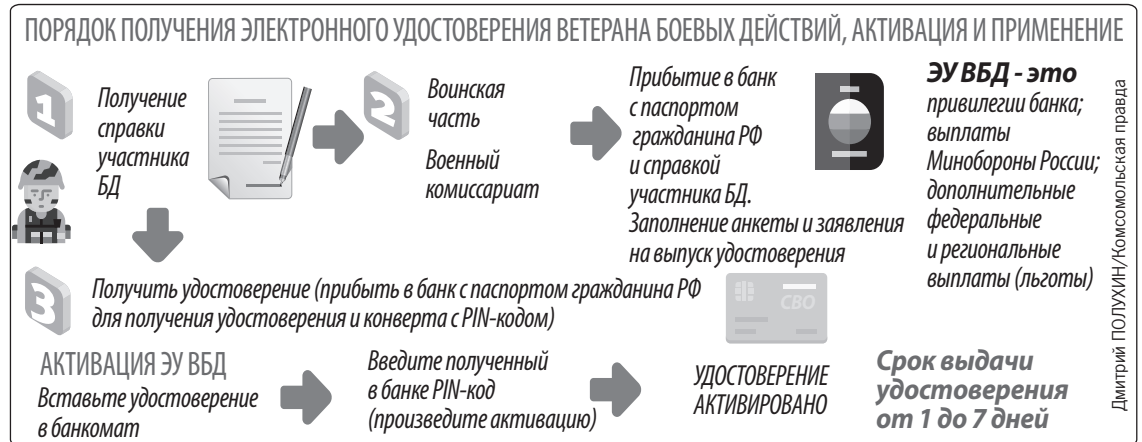 ПОРЯДОК ПОЛУЧЕНИЯ ЭЛЕКТРОННОГО УДОСТОВЕРЕНИЯ ВЕТЕРАНА БОЕВЫХ ДЕЙСТВИЙ, АКТИВАЦИЯ И ПРИМЕНЕНИЕ
1
Получение
справки
участника
БД
2
Воинская
часть
Военный
комиссариат
Прибытие в банк
с паспортом
гражданина РФ
и справкой
участника БД.
Заполнение анкеты и заявления
на выпуск удостоверения
ЭУ ВБД - это
привилегии банка;
выплаты
Минобороны России;
дополнительные
федеральные
и региональные
выплаты (льготы)
3
Получить удостоверение (прибыть в банк с паспортом гражданина РФ
для получения удостоверения и конверта с PIN-кодом)
СВО
АКТИВАЦИЯ ЭУ ВБД
Вставьте удостоверение
в банкомат
Введите полученный
в банке PIN-код
(произведите активацию)
УДОСТОВЕРЕНИЕ
АКТИВИРОВАНО
Срок выдачи
удостоверения
от 1 до 7 дней
Дмитрий ПОЛУХИН/Комсомольская правда